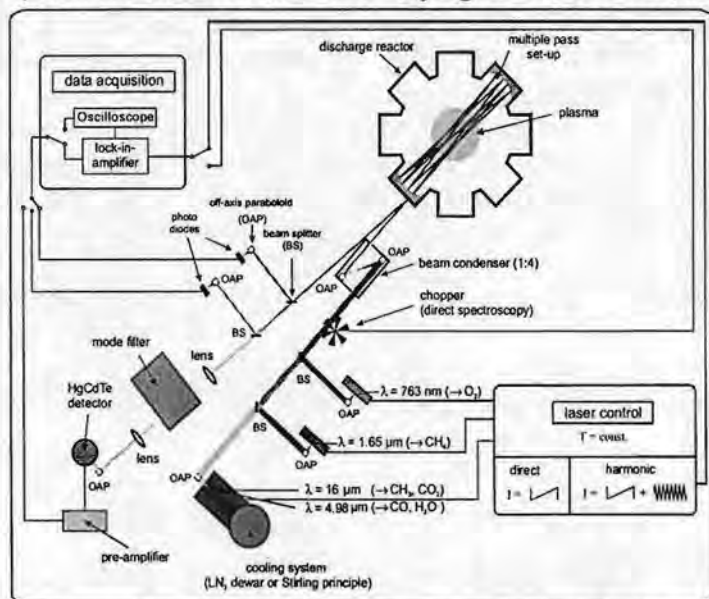 discharge reactor
multiple pass
set-up
plasma
data acquisition
Oscilloscope
lock-in-
amplifier
off-axis paraboloid
(OAP)
photo
diodes
beam splitter
(BS)
OAP
OAP
OAP
beam condenser (1:4)
chopper
(direct spectroscopy)
BS
mode filter
lens
HgCdTe
detector
lens
OAP
pre-amplifier
BS
OAP
λ = 763 nm (→ O₂)
BS
OAP
λ = 1.65 μm (→ CH₄)
OAP
λ = 16 μm (→ CH₃, CO₂)
λ = 4.98 μm (→ CO, H₂O )
cooling system
(LN₂ dewar or Stirling principle)
laser control
T = const.
direct
I =
harmonic
I = +